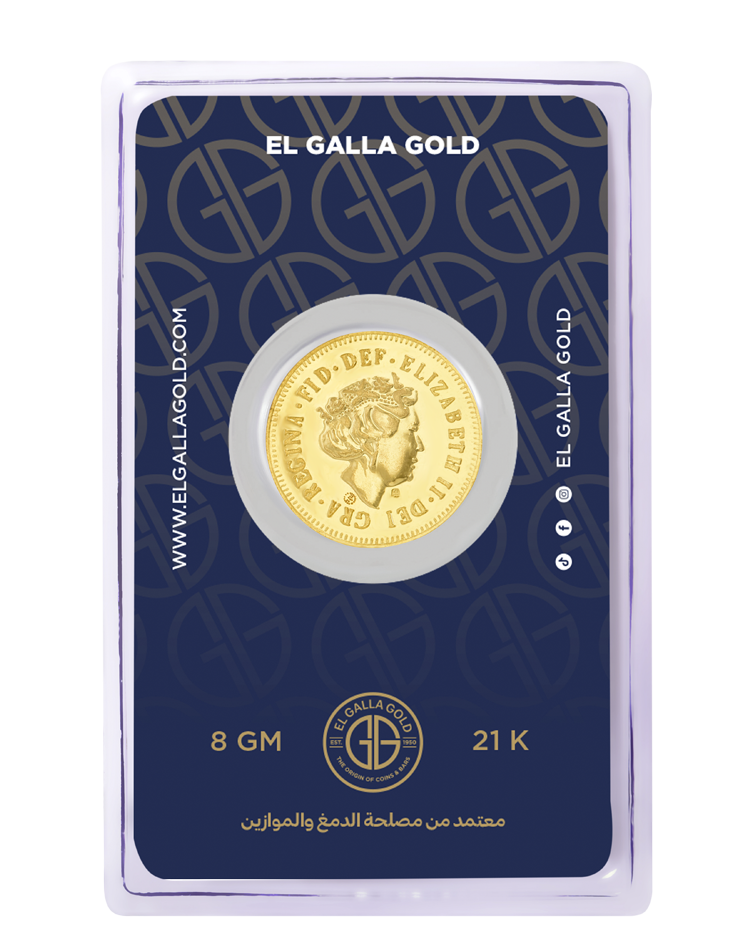 EL GALLA GOLD
WWW.ELGALLAGOLD.COM
ELIZABETH II · DEI GRA · REGINA · FID · DEF ·
EL GALLA GOLD
8 GM
EL GALLA GOLD
EST. 1950
THE ORIGIN OF COINS & BARS
21 K
معتمد من مصلحة الدمغ والموازين